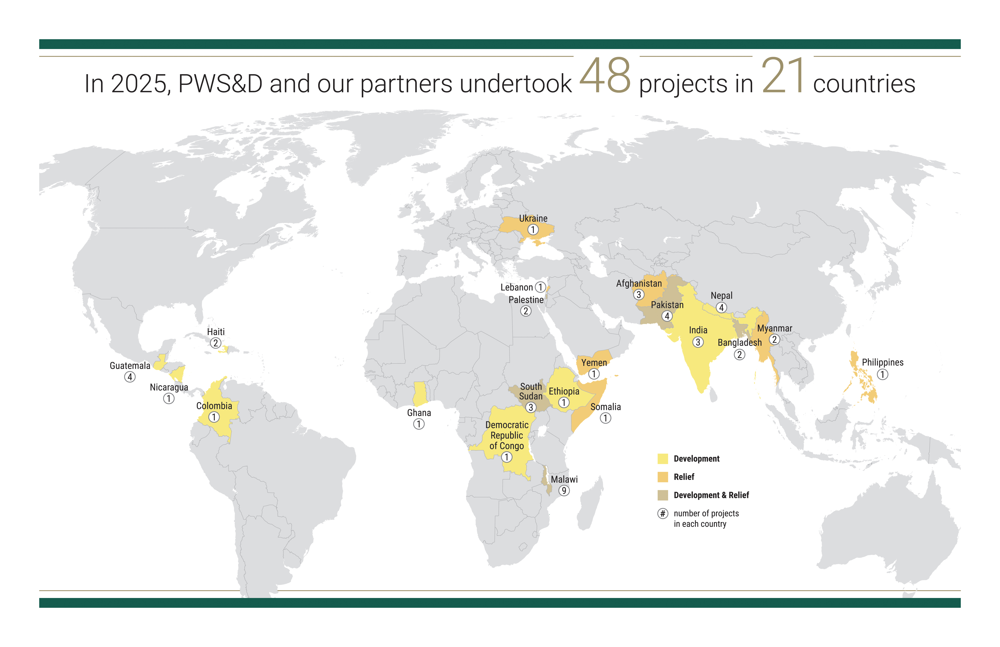 In 2025, PWS&D and our partners undertook 48 projects in 21 countries
Ukraine
1
Lebanon 1
Palestine
2
Afghanistan
3
Pakistan
4
Nepal
4
India
3
Bangladesh
2
Myanmar
2
Philippines
1
Haiti
2
Guatemala
4
Nicaragua
1
Colombia
1
Ghana
1
Yemen
1
South
Sudan
3
Ethiopia
1
Somalia
1
Democratic
Republic
of Congo
1
Malawi
9
Development
Relief
Development & Relief
# number of projects
in each country